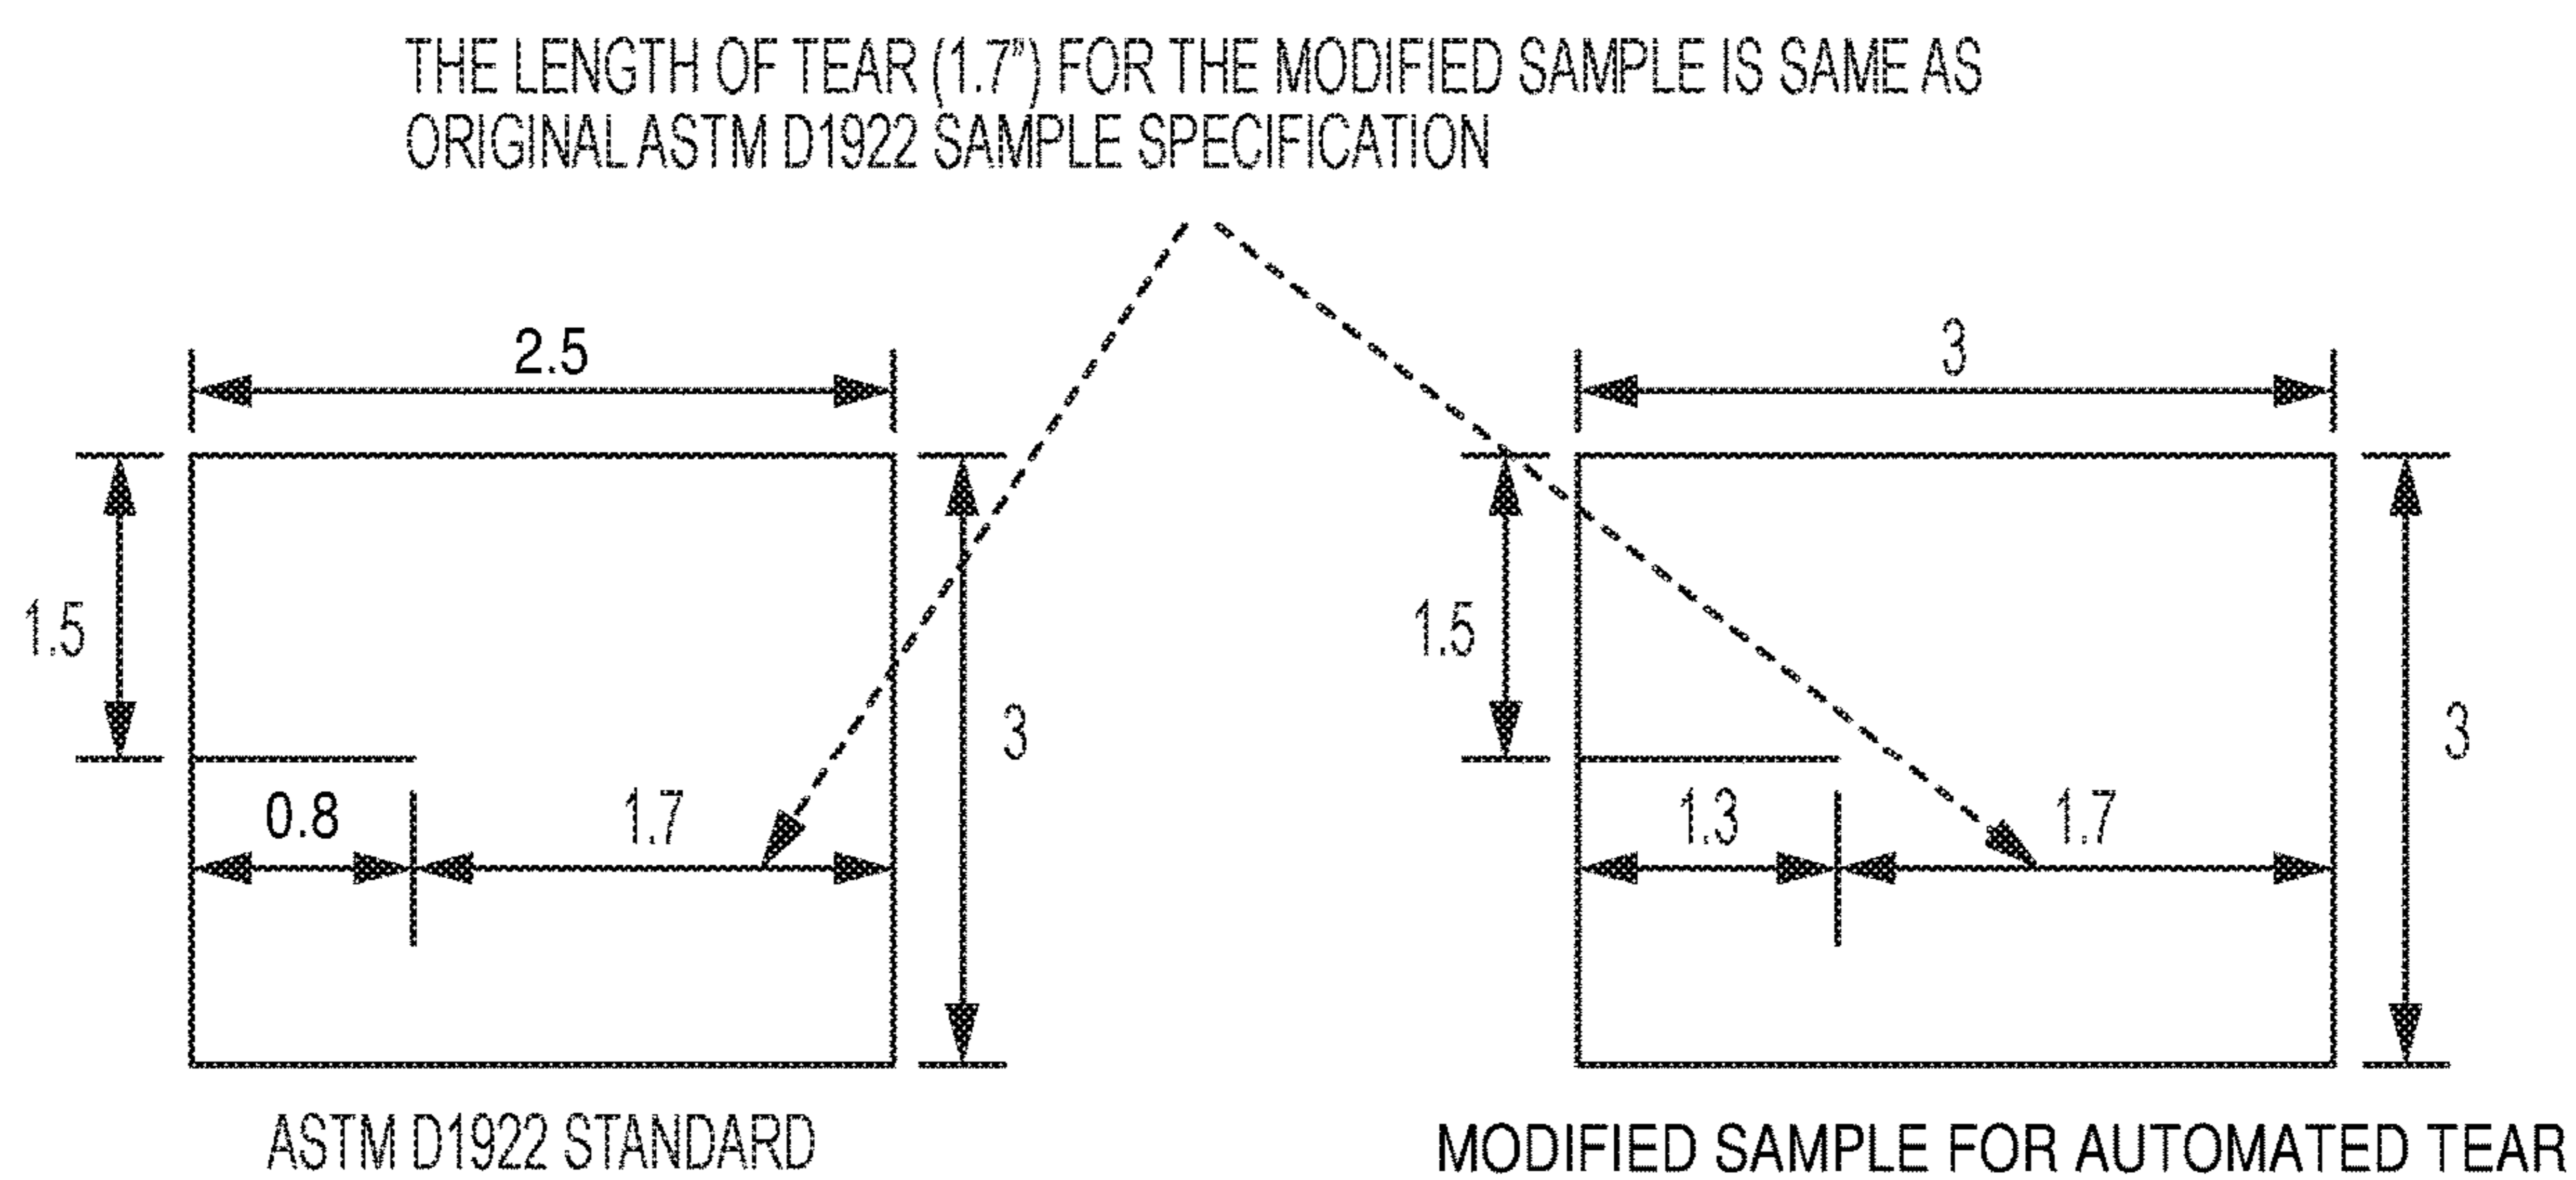 THE LENGTH OF TEAR (1.7") FOR THE MODIFIED SAMPLE IS SAME AS
ORIGINAL ASTM D1922 SAMPLE SPECIFICATION
2.5
3
1.5
3
1.5
3
0.8
1.7
1.3
1.7
ASTM D1922 STANDARD
MODIFIED SAMPLE FOR AUTOMATED TEAR